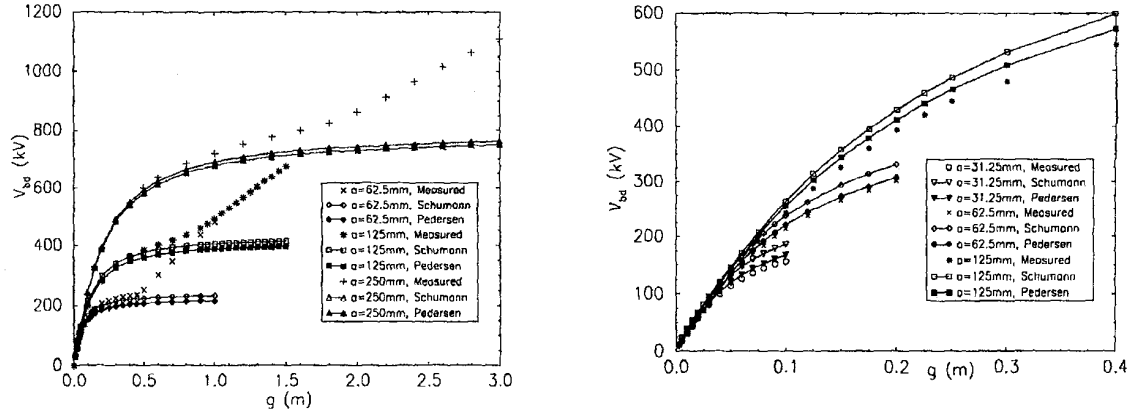 1200
1000
800
600
400
200
0
V_bd (kV)
× a=62.5mm, Measured
a=62.5mm, Schumann
a=62.5mm, Pedersen
a=125mm, Measured
a=125mm, Schumann
a=125mm, Pedersen
+ a=250mm, Measured
a=250mm, Schumann
a=250mm, Pedersen
0.0 0.5 1.0 1.5 2.0 2.5 3.0
g (m)
600
500
400
300
200
100
0
V_bd (kV)
a=31.25mm, Measured
a=31.25mm, Schumann
a=31.25mm, Pedersen
× a=62.5mm, Measured
a=62.5mm, Schumann
a=62.5mm, Pedersen
a=125mm, Measured
a=125mm, Schumann
a=125mm, Pedersen
0.0 0.1 0.2 0.3 0.4
g (m)